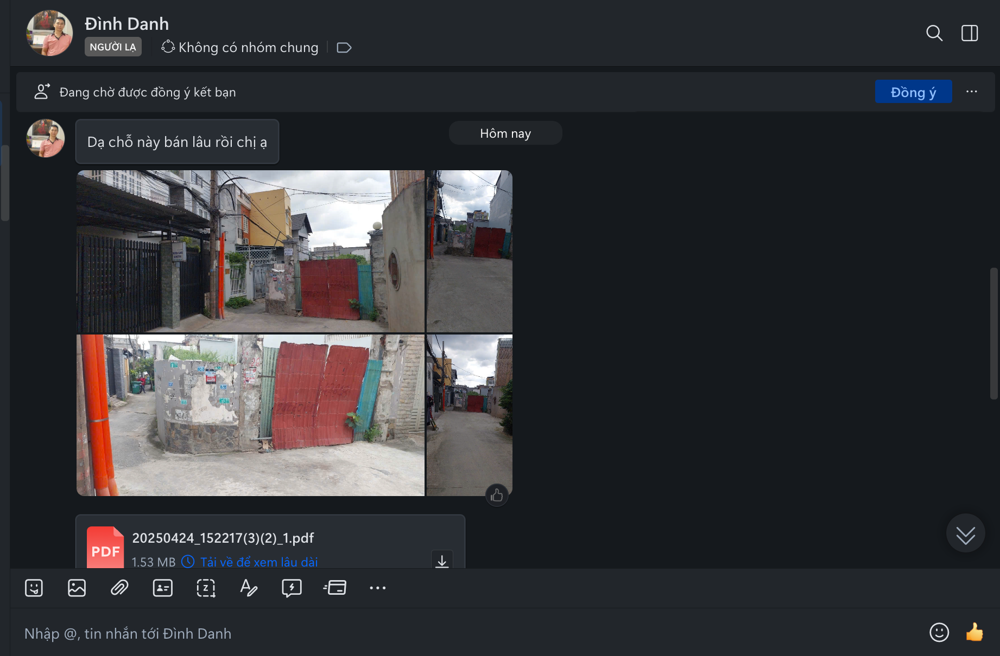 Đình Danh
NGƯỜI LẠ
Không có nhóm chung
Đang chờ được đồng ý kết bạn
Đồng ý
Hôm nay
Dạ chỗ này bán lâu rồi chị ạ
PDF
20250424_152217(3)(2)_1.pdf
1.53 MB Tải về để xem lâu dài
Nhập @, tin nhắn tới Đình Danh